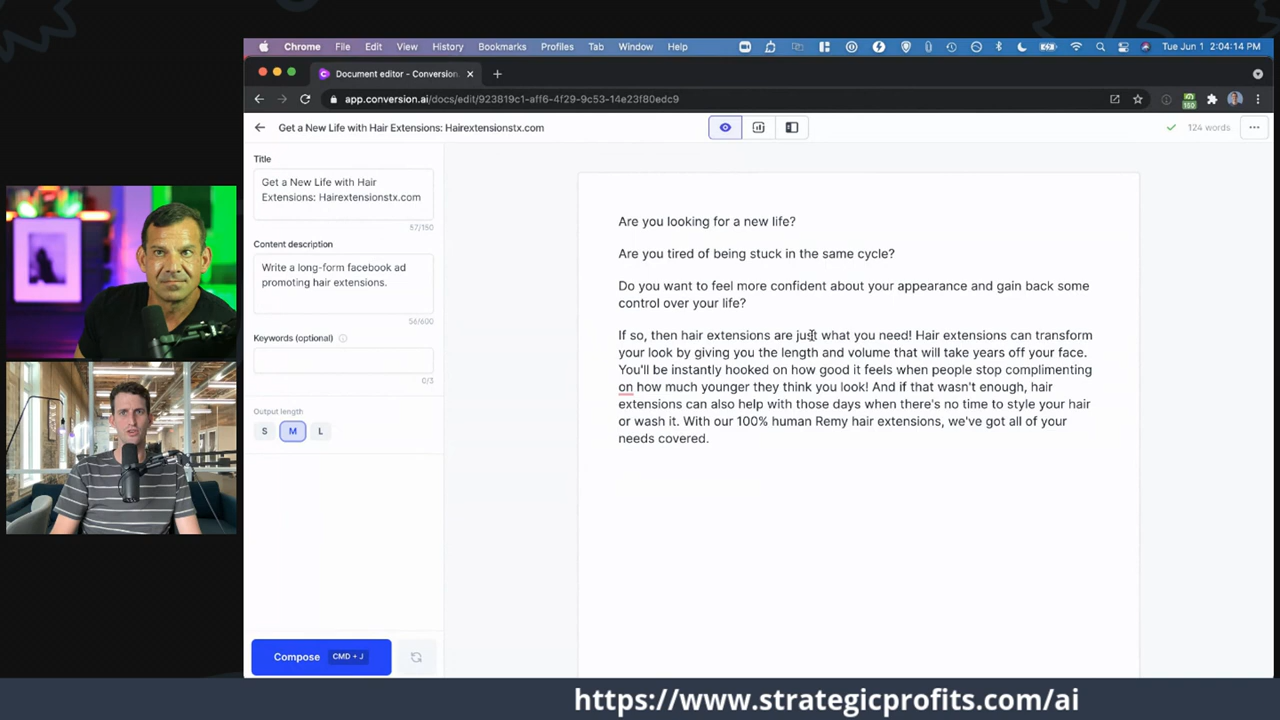 Chrome File Edit View History Bookmarks Profiles Tab Window Help Tue Jun 1 2:04:14 PM
Document editor - Conversion.
app.conversion.ai/docs/edit/923819c1-aff6-4f29-9c53-14e23f80edc9
150
Get a New Life with Hair Extensions: Hairextensionstx.com
124 words
Title
Get a New Life with Hair
Extensions: Hairextensionstx.com
57/150
Content description
Write a long-form facebook ad
promoting hair extensions.
56/600
Keywords (optional)
0/3
Output length
S M L
Compose CMD + J
Are you looking for a new life?
Are you tired of being stuck in the same cycle?
Do you want to feel more confident about your appearance and gain back some
control over your life?
If so, then hair extensions are just what you need! Hair extensions can transform
your look by giving you the length and volume that will take years off your face.
You'll be instantly hooked on how good it feels when people stop complimenting
on how much younger they think you look! And if that wasn't enough, hair
extensions can also help with those days when there's no time to style your hair
or wash it. With our 100% human Remy hair extensions, we've got all of your
needs covered.
https://www.strategicprofits.com/ai